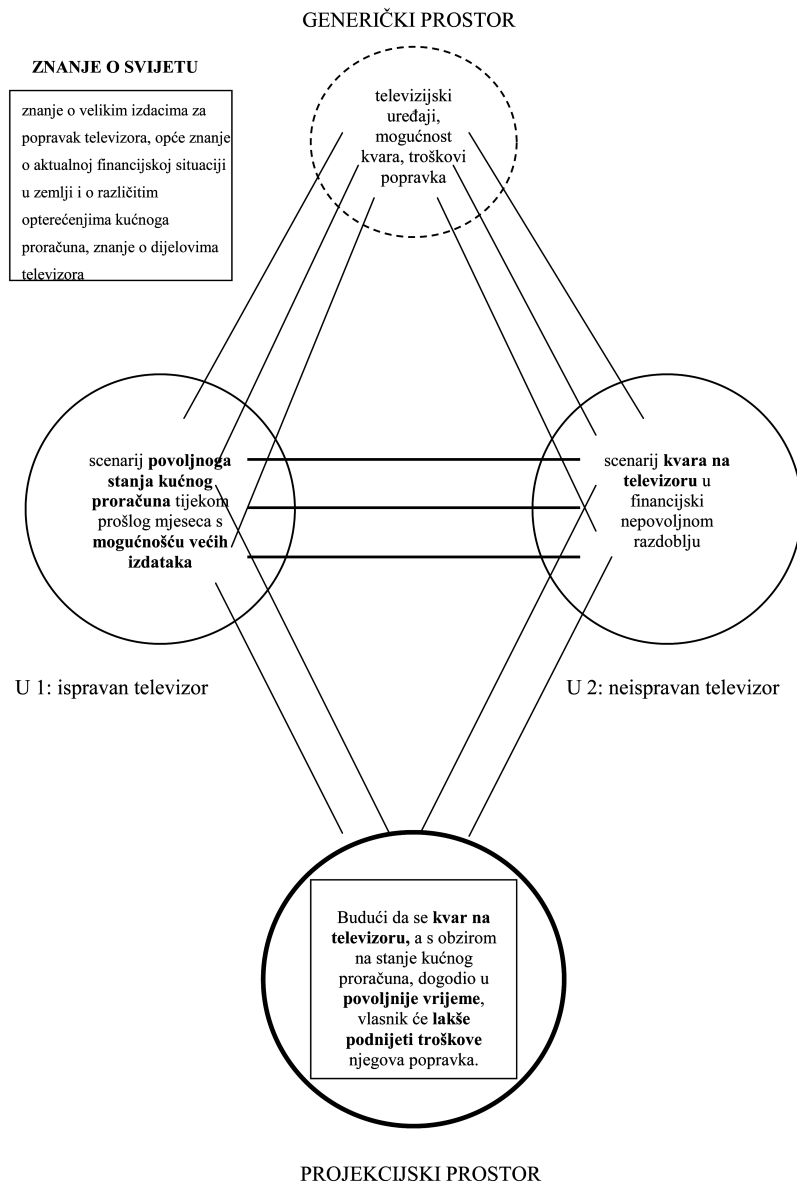 GENERIČKI PROSTOR
ZNANJE O SVIJETU
znanje o velikim izdacima za
popravak televizora, opće znanje
o aktualnoj financijskoj situaciji
u zemlji i o različitim
opterećenjima kućnoga
proračuna, znanje o dijelovima
televizora
televizijski
uređaji,
mogućnost
kvara, troškovi
popravka
scenarij povoljnoga
stanja kućnog
proračuna tijekom
prošlog mjeseca s
mogućnošću većih
izdataka
scenarij kvara na
televizoru u
financijski
nepovoljnom
razdoblju
U 1: ispravan televizor
U 2: neispravan televizor
Budući da se kvar na
televizoru, a s obzirom
na stanje kućnog
proračuna, dogodio u
povoljnije vrijeme,
vlasnik će lakše
podnijeti troškove
njegova popravka.
PROJEKCIJSKI PROSTOR